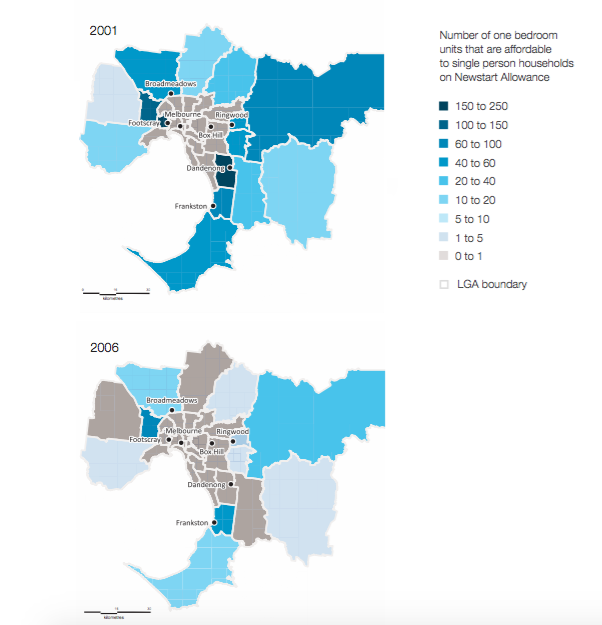 2001
Broadmeadows
Melbourne
Ringwood
Footscray
Box Hill
Dandenong
Frankston
kilometres
Number of one bedroom
units that are affordable
to single person households
on Newstart Allowance
150 to 250
100 to 150
60 to 100
40 to 60
20 to 40
10 to 20
5 to 10
1 to 5
0 to 1
LGA boundary
2006
Broadmeadows
Melbourne
Ringwood
Footscray
Box Hill
Dandenong
Frankston
kilometres